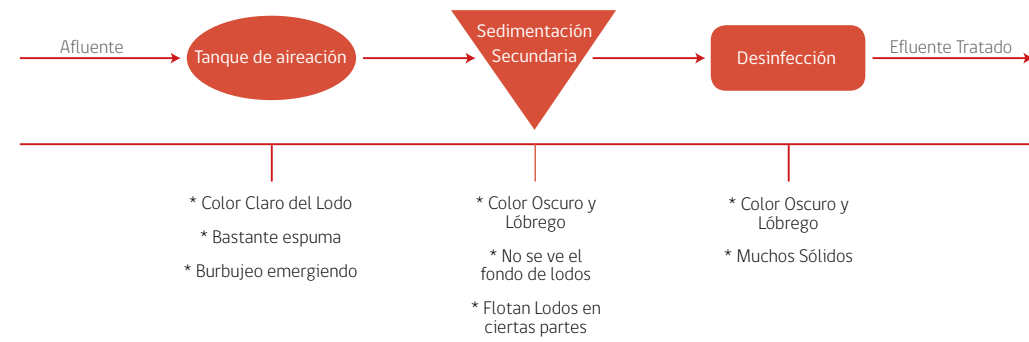 Afluente
Tanque de aireación
Sedimentación
Secundaria
Desinfección
Efluente Tratado
* Color Claro del Lodo
* Bastante espuma
* Burbujeo emergiendo
* Color Oscuro y
Lóbrego
* No se ve el
fondo de lodos
* Flotan Lodos en
ciertas partes
* Color Oscuro y
Lóbrego
* Muchos Sólidos